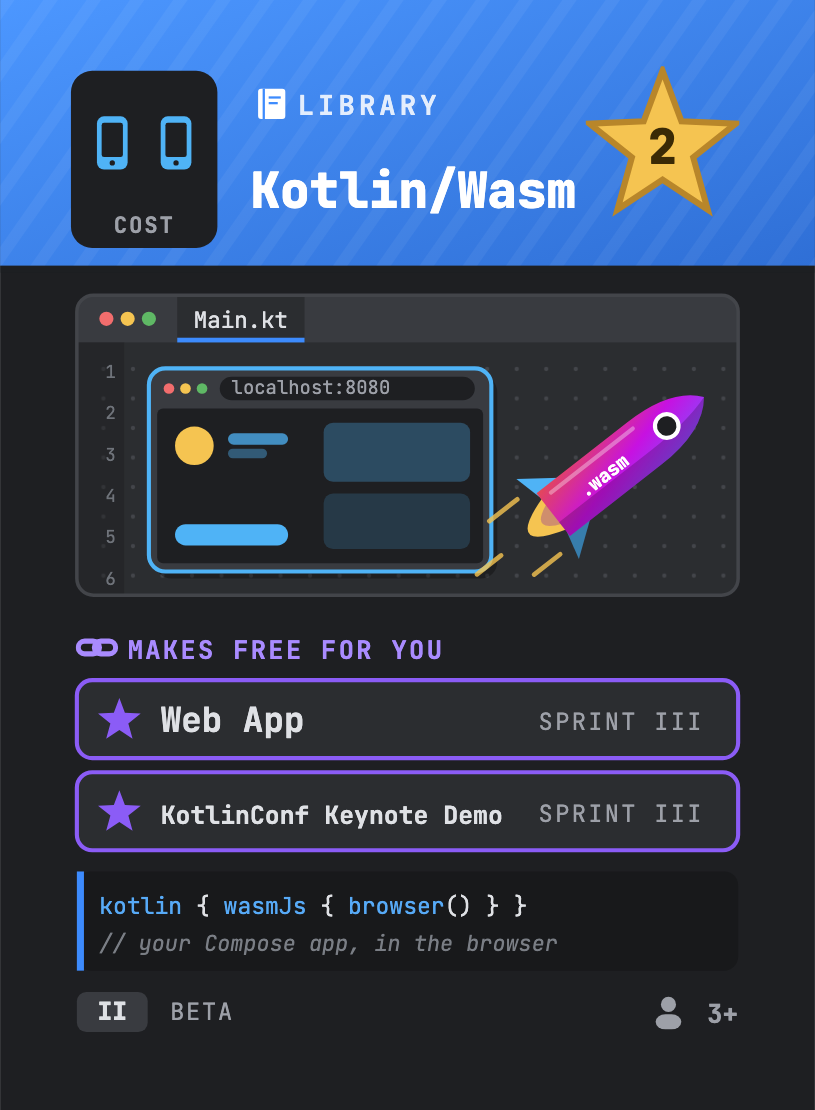 LIBRARY
2
Kotlin/Wasm
COST
Main.kt
localhost:8080
1
2
3
4
5
6
.wasm
MAKES FREE FOR YOU
Web App SPRINT III
KotlinConf Keynote Demo SPRINT III
kotlin { wasmJs { browser() } }
// your Compose app, in the browser
II BETA 3+